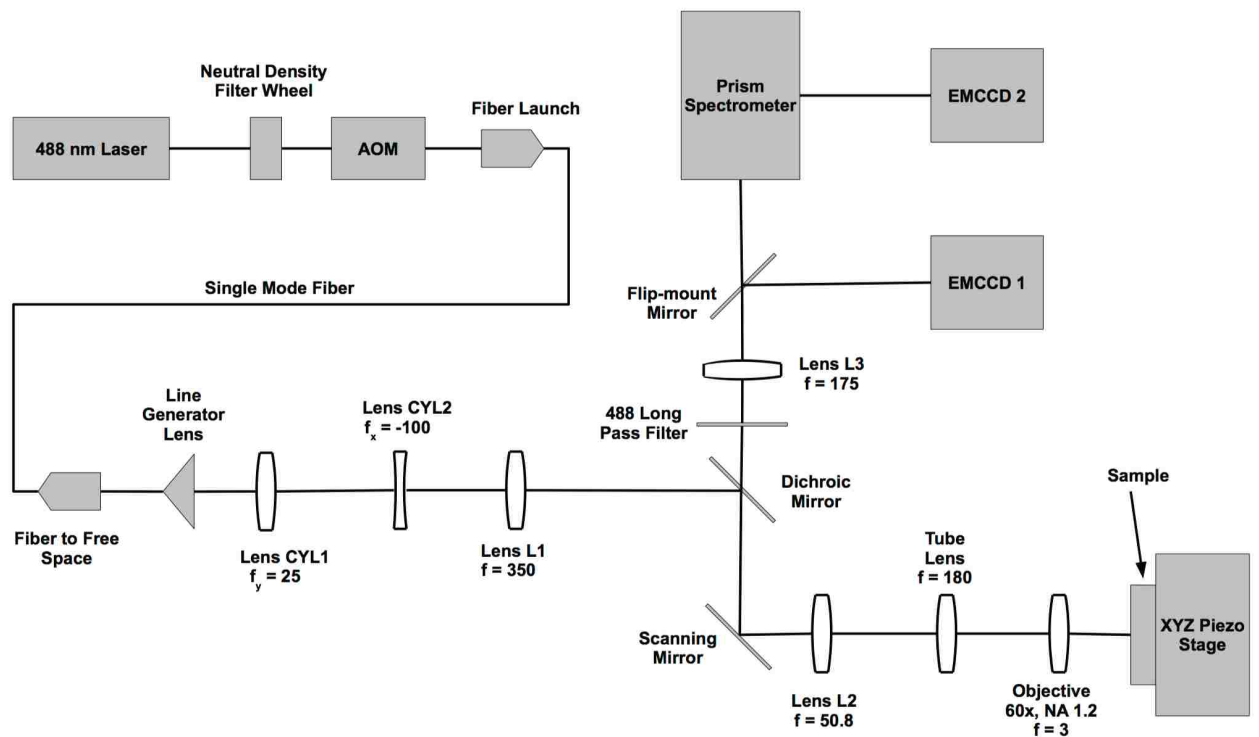 Neutral Density
Filter Wheel
488 nm Laser
AOM
Fiber Launch
Prism
Spectrometer
EMCCD 2
Single Mode Fiber
Flip-mount
Mirror
EMCCD 1
Lens L3
f = 175
488 Long
Pass Filter
Dichroic
Mirror
Line
Generator
Lens
Lens CYL2
fx = -100
Fiber to Free
Space
Lens CYL1
fy = 25
Lens L1
f = 350
Scanning
Mirror
Lens L2
f = 50.8
Tube
Lens
f = 180
Objective
60x, NA 1.2
f = 3
Sample
XYZ Piezo
Stage